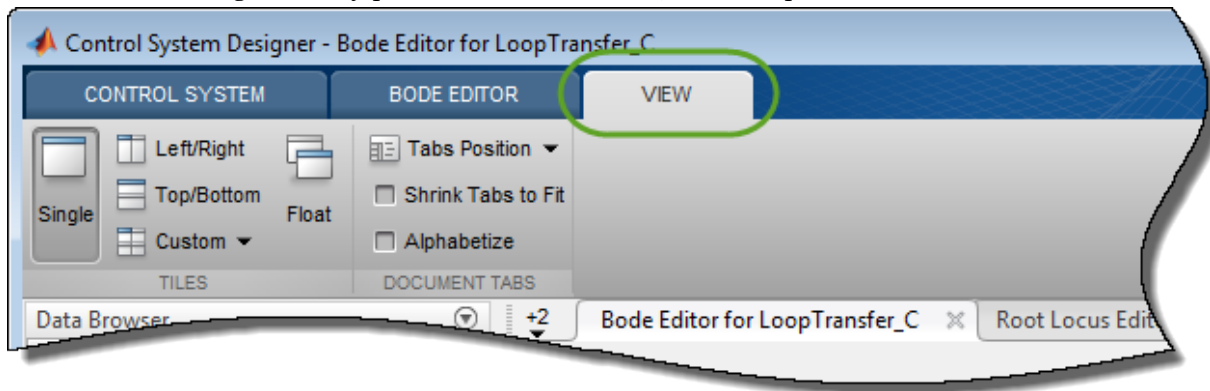 Control System Designer - Bode Editor for LoopTransfer_C
CONTROL SYSTEM BODE EDITOR VIEW
Single
Left/Right
Top/Bottom
Custom
Float
TILES
Tabs Position
Shrink Tabs to Fit
Alphabetize
DOCUMENT TABS
Data Browser +2 Bode Editor for LoopTransfer_C Root Locus Edit